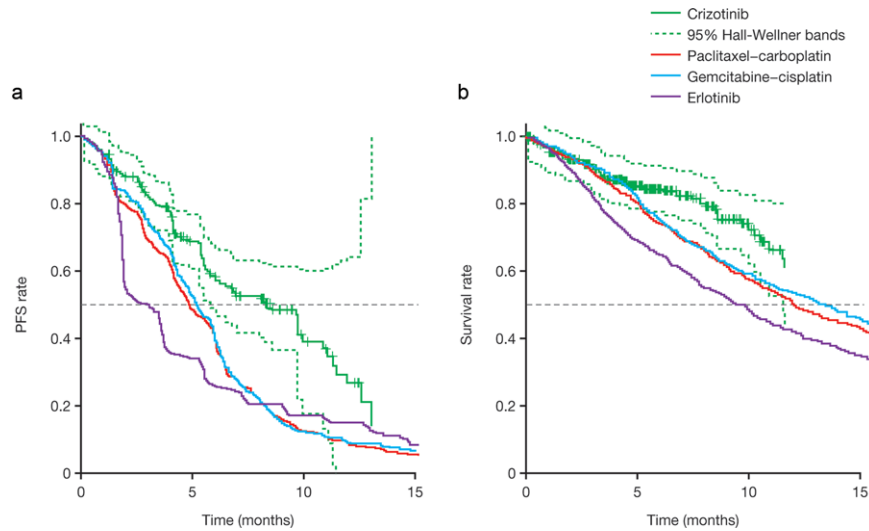 Crizotinib
95% Hall-Wellner bands
Paclitaxel–carboplatin
Gemcitabine–cisplatin
Erlotinib
a
b
1.0
0.8
0.6
0.4
0.2
0
PFS rate
0
5
10
15
Time (months)
1.0
0.8
0.6
0.4
0.2
0
Survival rate
0
5
10
15
Time (months)